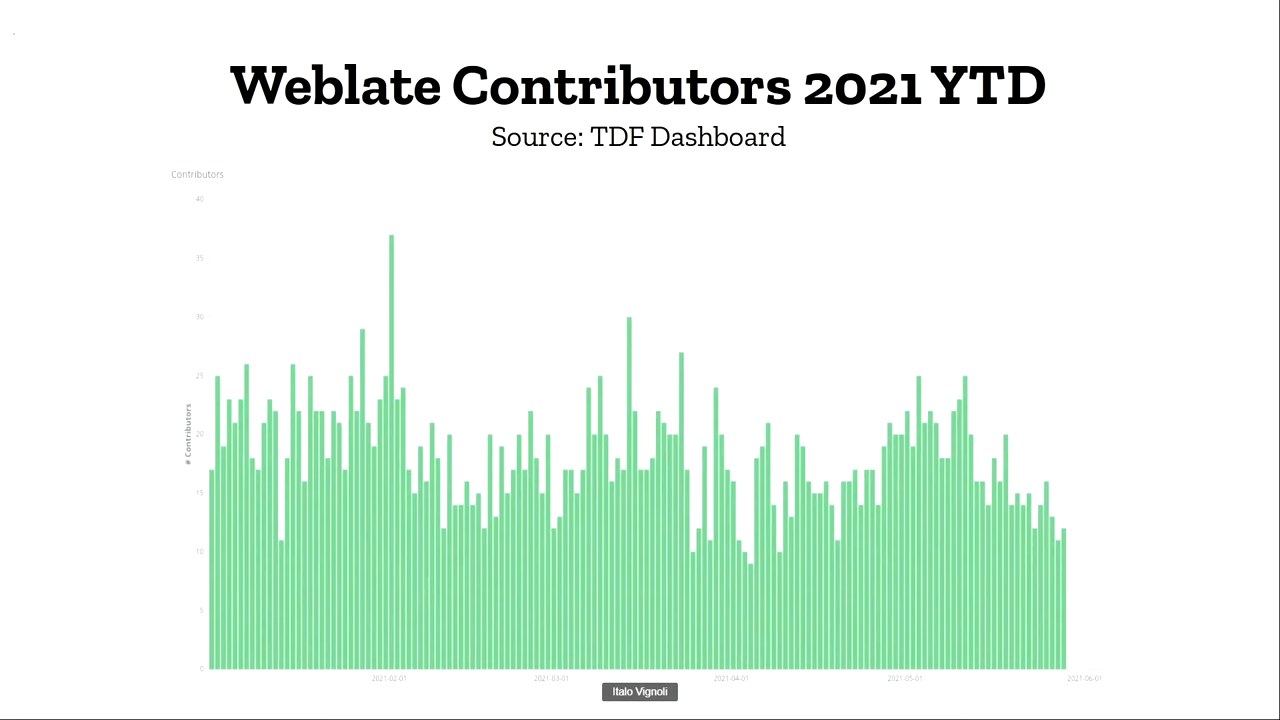 Weblate Contributors 2021 YTD
Source: TDF Dashboard
Contributors
40
35
30
25
20
15
10
5
0
# Contributors
2021-02-01
2021-03-01
2021-04-01
2021-05-01
2021-06-01
Italo Vignoli